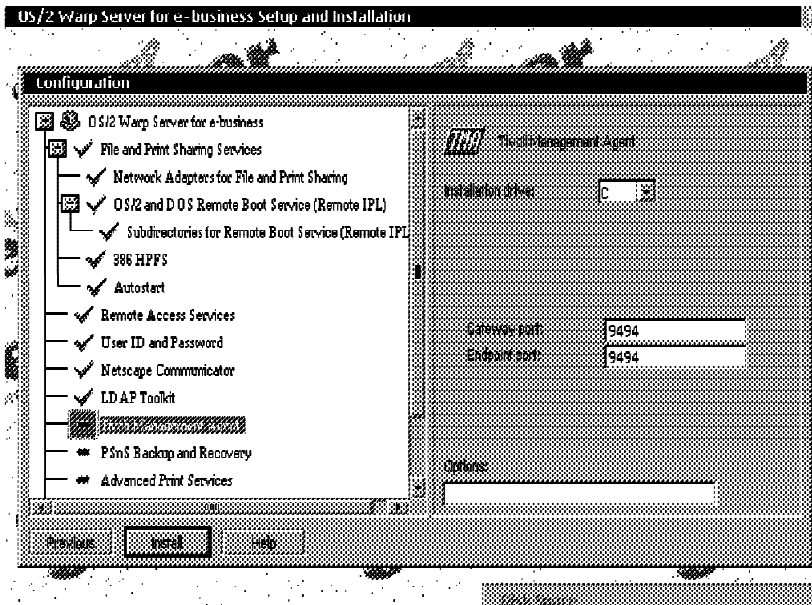 OS/2 Warp Server for e-business Setup and Installation
Configuration
OS/2 Warp Server for e-business
File and Print Sharing Services
Network Adapters for File and Print Sharing
OS/2 and DOS Remote Boot Service (Remote IPL)
Subdirectories for Remote Boot Service (Remote IPL
386 HPFS
Autostart
Remote Access Services
User ID and Password
Netscape Communicator
LDAP Toolkit
Tivoli Management Agent
PSnS Backup and Recovery
Advanced Print Services
Previous
Install
Help
TMA
Tivoli Management Agent
Installation drive:
C
Gateway port:
9494
Endpoint port:
9494
Options: